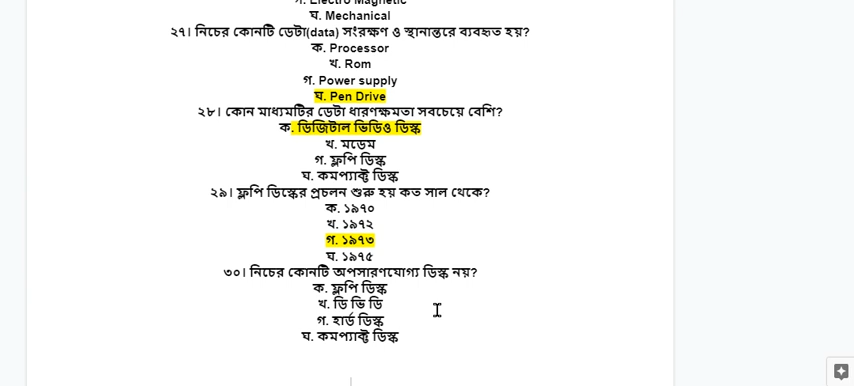 গ. Electro Magnetic
ঘ. Mechanical
২৭। নিচের কোনটি ডেটা(data) সংরক্ষণ ও স্থানান্তরে ব্যবহৃত হয়?
ক. Processor
খ. Rom
গ. Power supply
ঘ. Pen Drive
২৮। কোন মাধ্যমটির ডেটা ধারণক্ষমতা সবচেয়ে বেশি?
ক. ডিজিটাল ভিডিও ডিস্ক
খ. মডেম
গ. ফ্লপি ডিস্ক
ঘ. কমপ্যাক্ট ডিস্ক
২৯। ফ্লপি ডিস্কের প্রচলন শুরু হয় কত সাল থেকে?
ক. ১৯৭০
খ. ১৯৭২
গ. ১৯৭৩
ঘ. ১৯৭৫
৩০। নিচের কোনটি অপসারণযোগ্য ডিস্ক নয়?
ক. ফ্লপি ডিস্ক
খ. ডি ভি ডি
গ. হার্ড ডিস্ক
ঘ. কমপ্যাক্ট ডিস্ক